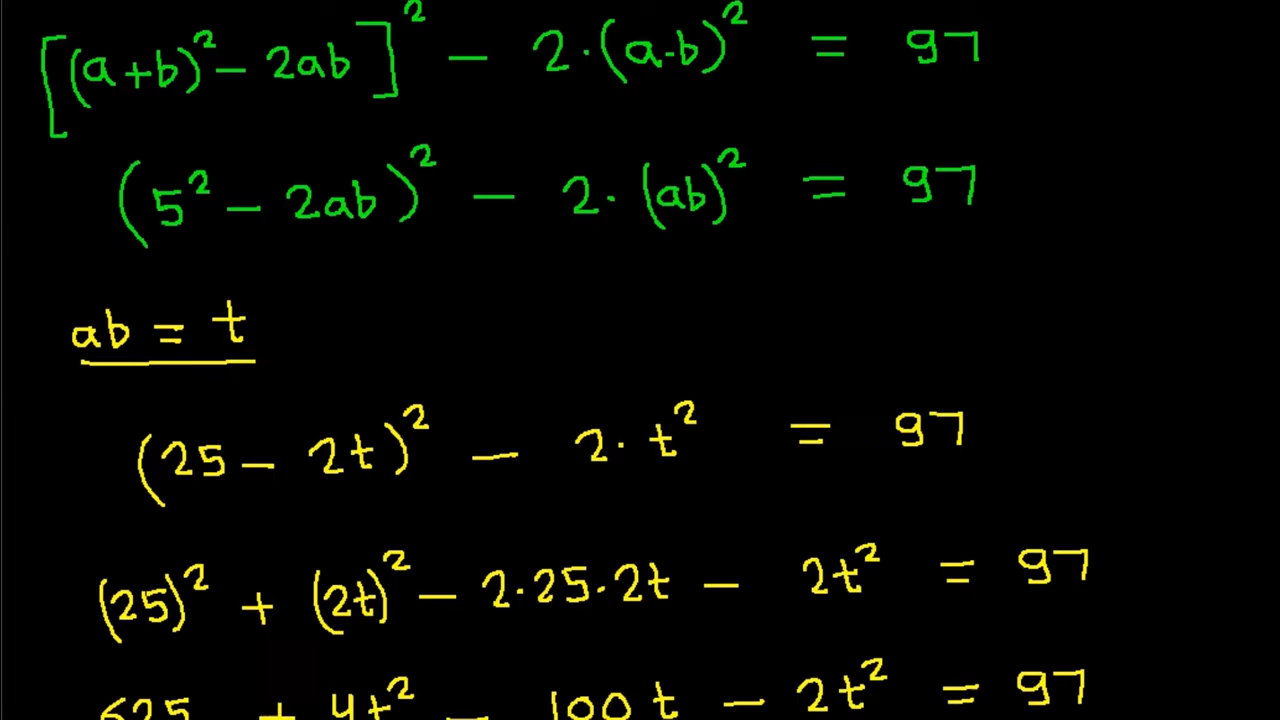 [(a+b)² − 2ab]² − 2·(a·b)² = 97
(5² − 2ab)² − 2·(ab)² = 97
ab = t
(25 − 2t)² − 2·t² = 97
(25)² + (2t)² − 2·25·2t − 2t² = 97
625 + 4t² − 100t − 2t² = 97